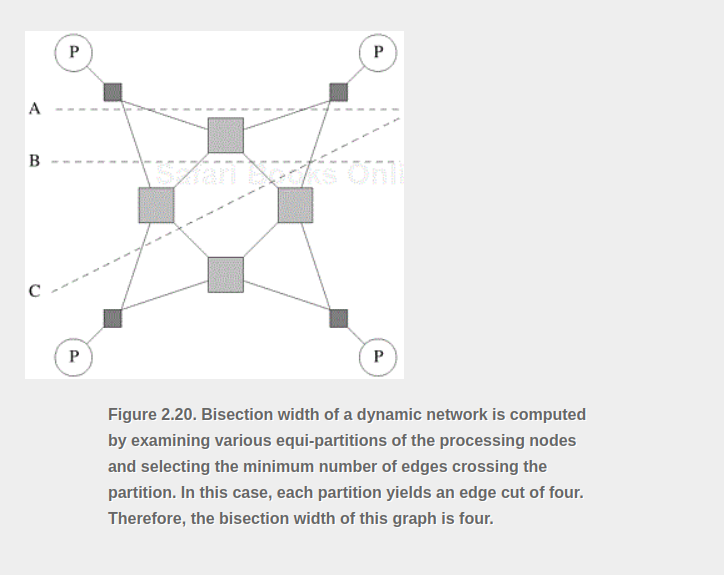 P P
A
B
Safari Books Onli
C
P P
Figure 2.20. Bisection width of a dynamic network is computed
by examining various equi-partitions of the processing nodes
and selecting the minimum number of edges crossing the
partition. In this case, each partition yields an edge cut of four.
Therefore, the bisection width of this graph is four.